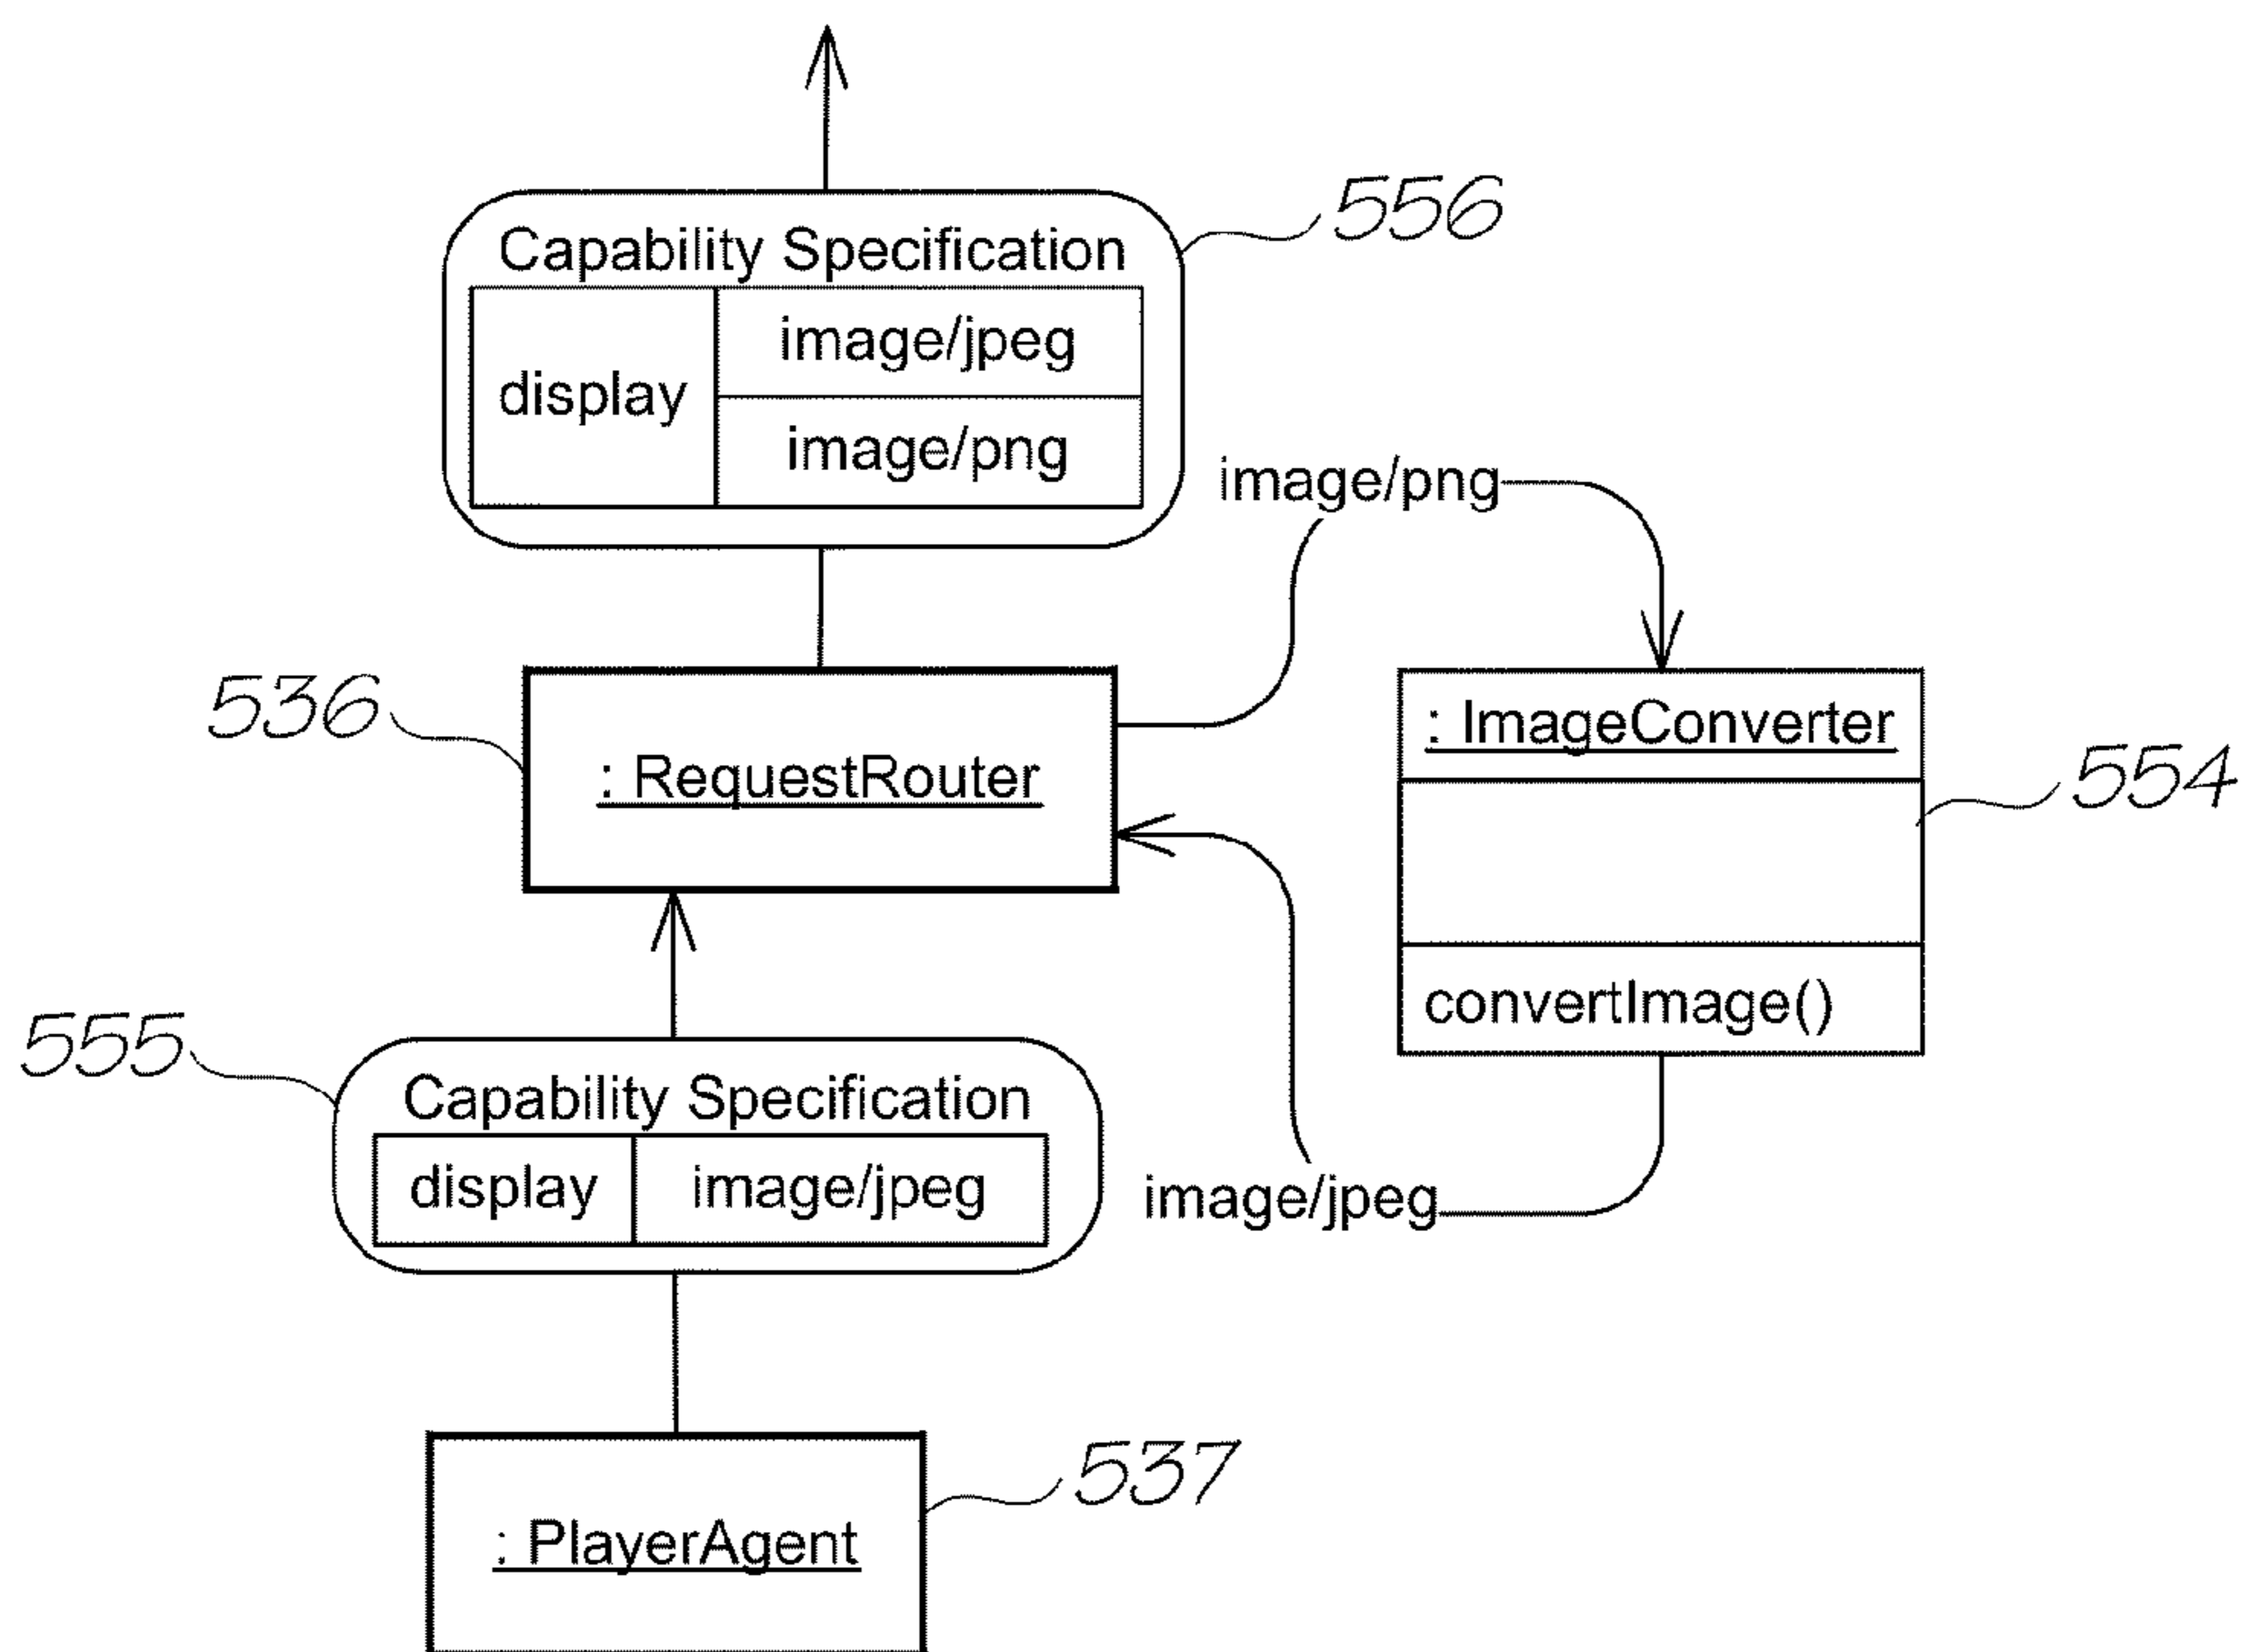 Capability Specification
556
display
image/jpeg
image/png
image/png
536
: RequestRouter
: ImageConverter
554
convertImage()
555
Capability Specification
display
image/jpeg
image/jpeg
537
: PlayerAgent